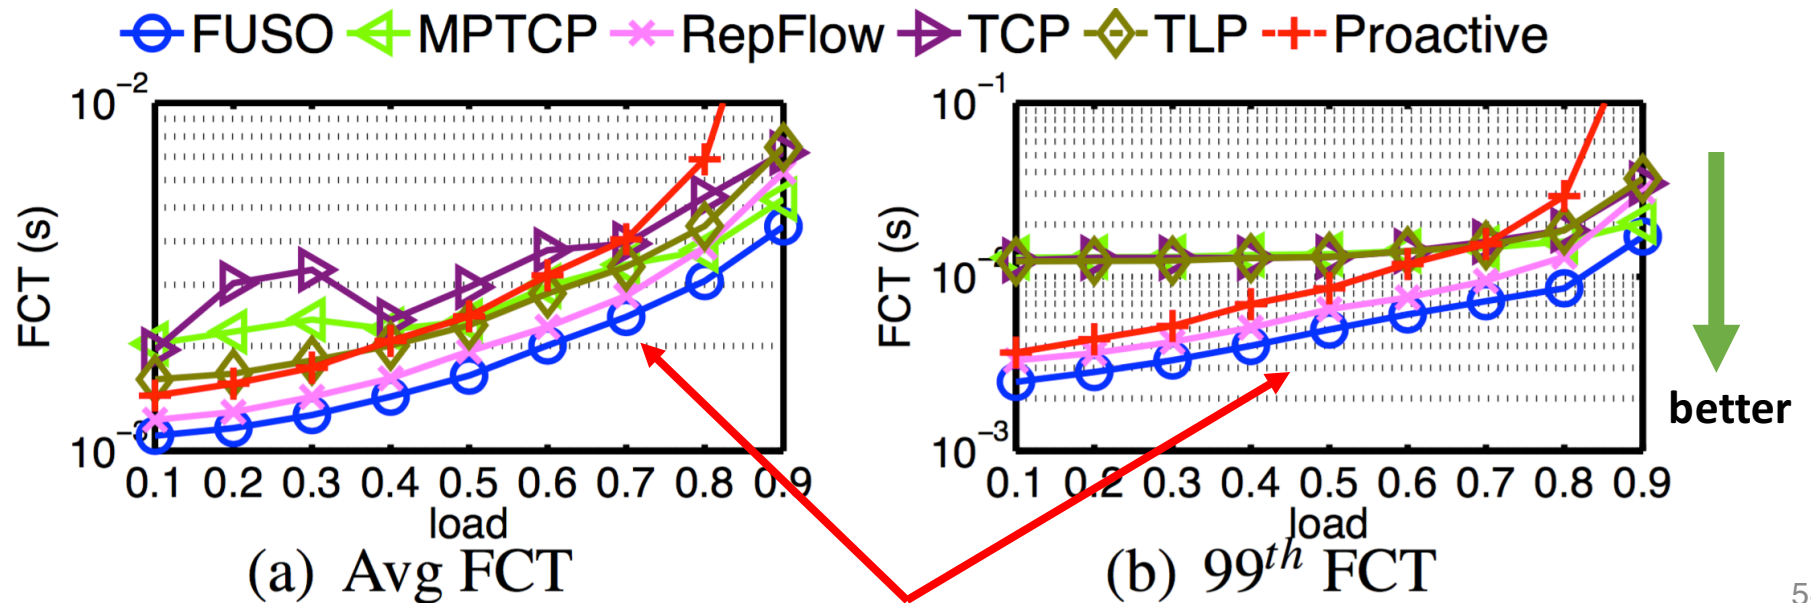 FUSO MPTCP RepFlow TCP TLP Proactive
10⁻²
FCT (s)
10⁻³
0.1 0.2 0.3 0.4 0.5 0.6 0.7 0.8 0.9
load
(a) Avg FCT
10⁻¹
FCT (s)
10⁻²
10⁻³
0.1 0.2 0.3 0.4 0.5 0.6 0.7 0.8 0.9
load
(b) 99ᵗʰ FCT
better